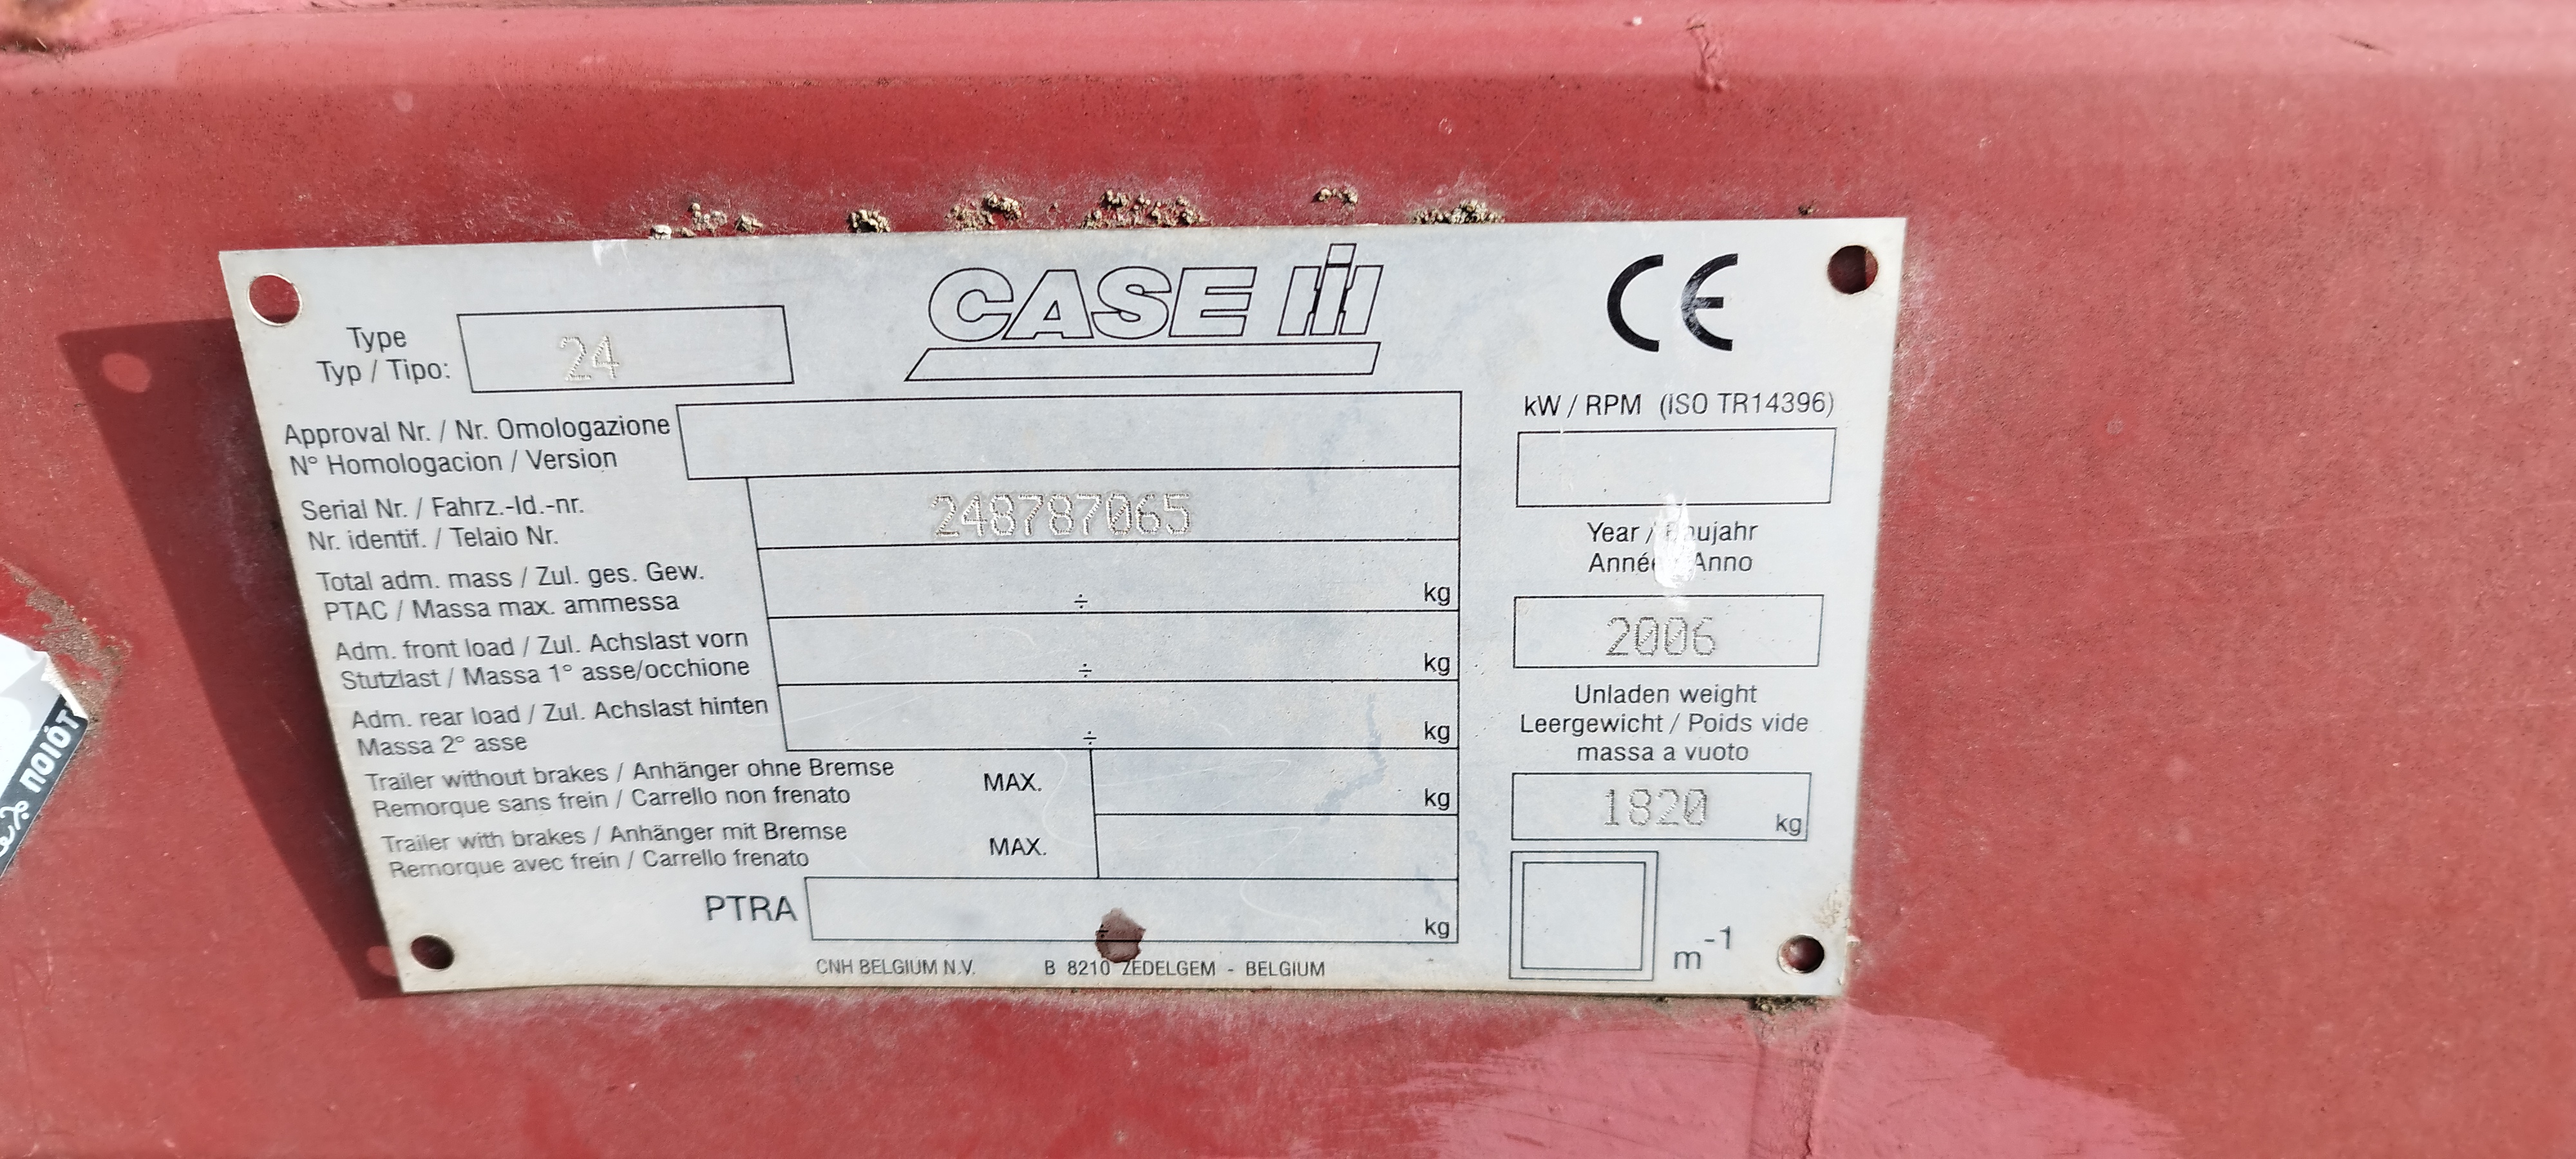 CASE IH
CE
Type
Typ / Tipo:
24
Approval Nr. / Nr. Omologazione
N° Homologacion / Version
Serial Nr. / Fahrz.-Id.-nr.
Nr. identif. / Telaio Nr.
248787065
Total adm. mass / Zul. ges. Gew.
PTAC / Massa max. ammessa
÷ kg
Adm. front load / Zul. Achslast vorn
Stutzlast / Massa 1° asse/occhione
÷ kg
Adm. rear load / Zul. Achslast hinten
Massa 2° asse
÷ kg
Trailer without brakes / Anhänger ohne Bremse
Remorque sans frein / Carrello non frenato
MAX. kg
Trailer with brakes / Anhänger mit Bremse
Remorque avec frein / Carrello frenato
MAX.
PTRA
÷ kg
CNH BELGIUM N.V. B 8210 ZEDELGEM - BELGIUM
kW / RPM (ISO TR14396)
Year / Baujahr
Année / Anno
2006
Unladen weight
Leergewicht / Poids vide
massa a vuoto
1820 kg
m-1